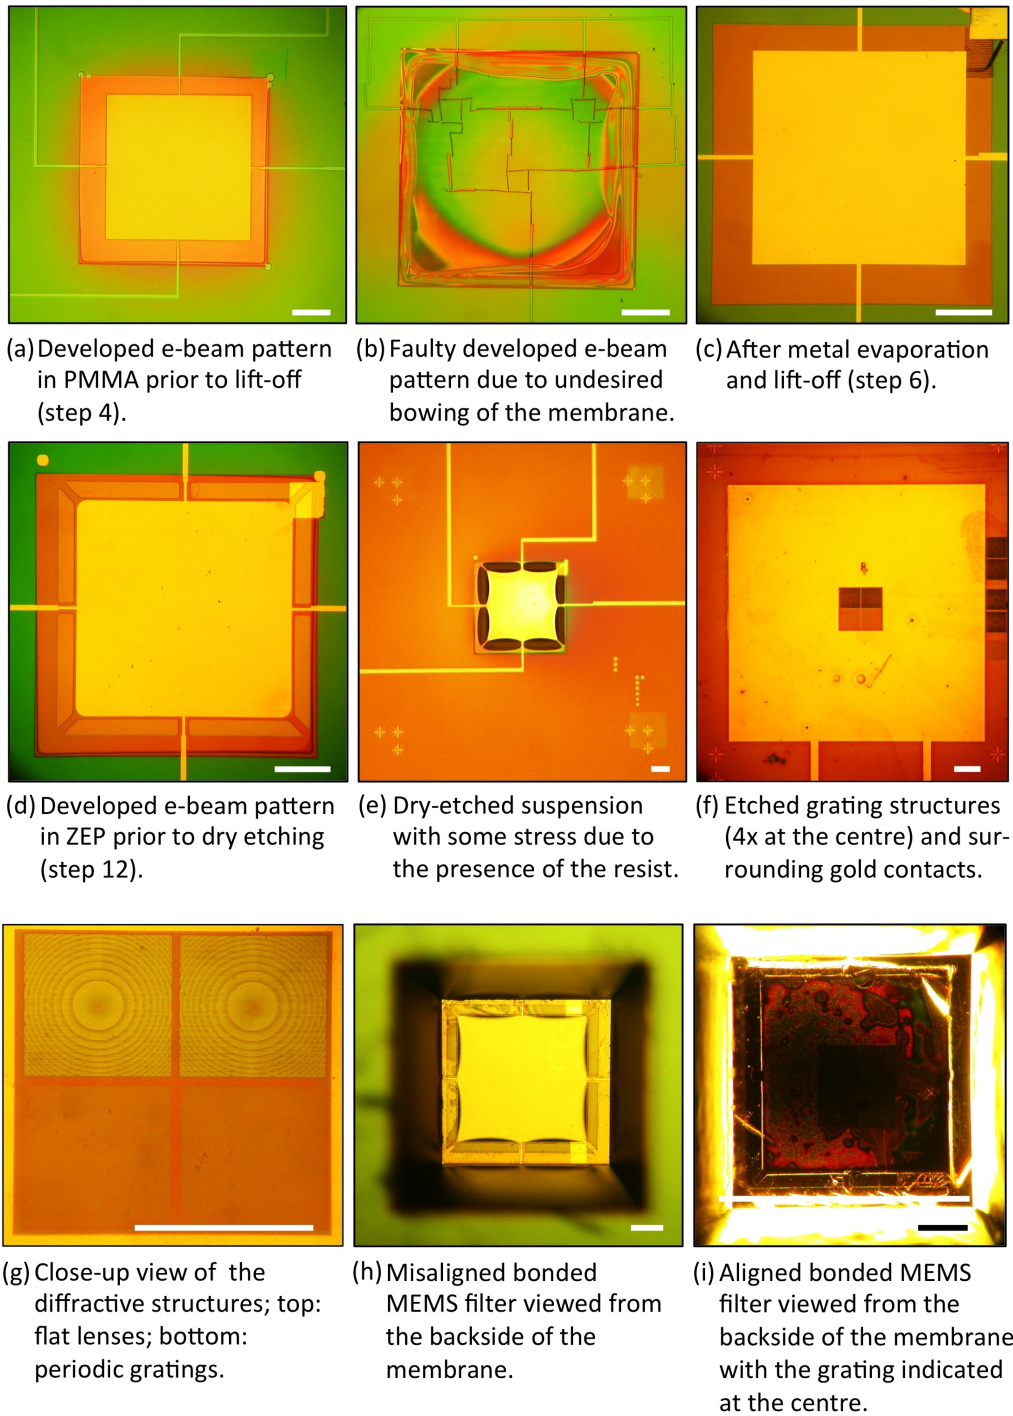 (a) Developed e-beam pattern
in PMMA prior to lift-off
(step 4).
(b) Faulty developed e-beam
pattern due to undesired
bowing of the membrane.
(c) After metal evaporation
and lift-off (step 6).
(d) Developed e-beam pattern
in ZEP prior to dry etching
(step 12).
(e) Dry-etched suspension
with some stress due to
the presence of the resist.
(f) Etched grating structures
(4x at the centre) and sur-
rounding gold contacts.
(g) Close-up view of the
diffractive structures; top:
flat lenses; bottom:
periodic gratings.
(h) Misaligned bonded
MEMS filter viewed from
the backside of the
membrane.
(i) Aligned bonded MEMS
filter viewed from the
backside of the membrane
with the grating indicated
at the centre.